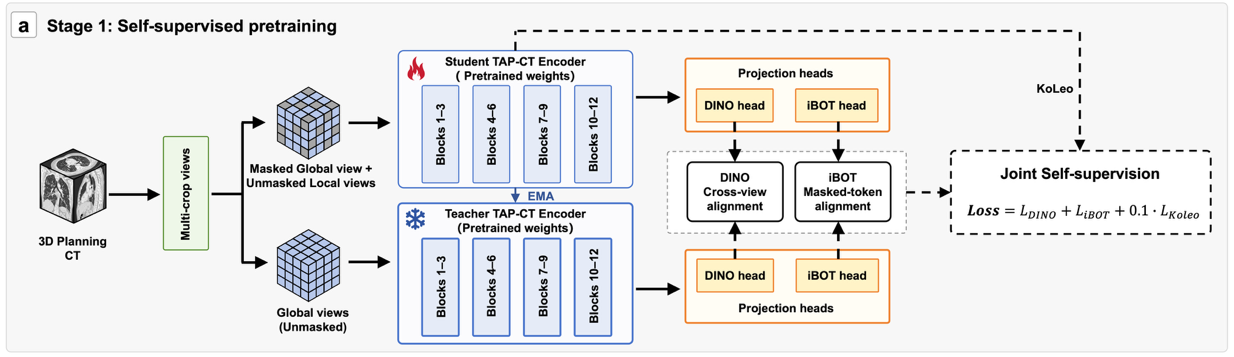 a Stage 1: Self-supervised pretraining
3D Planning
CT
Multi-crop views
Masked Global view +
Unmasked Local views
Global views
(Unmasked)
Student TAP-CT Encoder
( Pretrained weights)
Blocks 1–3
Blocks 4–6
Blocks 7–9
Blocks 10–12
EMA
Teacher TAP-CT Encoder
(Pretrained weights)
Blocks 1–3
Blocks 4–6
Blocks 7–9
Blocks 10–12
Projection heads
DINO head
iBOT head
DINO
Cross-view
alignment
iBOT
Masked-token
alignment
DINO head
iBOT head
Projection heads
KoLeo
Joint Self-supervision
Loss = L_DINO + L_iBOT + 0.1 · L_Koleo